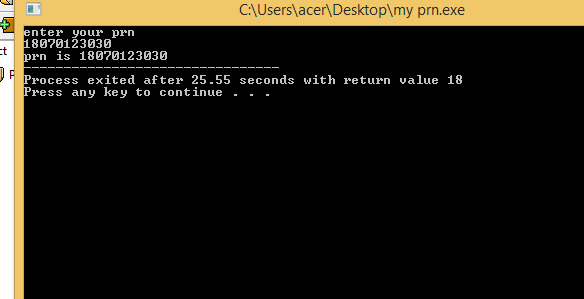 C:\Users\acer\Desktop\my prn.exe
enter your prn
18070123030
prn is 18070123030
--------------------------------
Process exited after 25.55 seconds with return value 18
Press any key to continue . . .